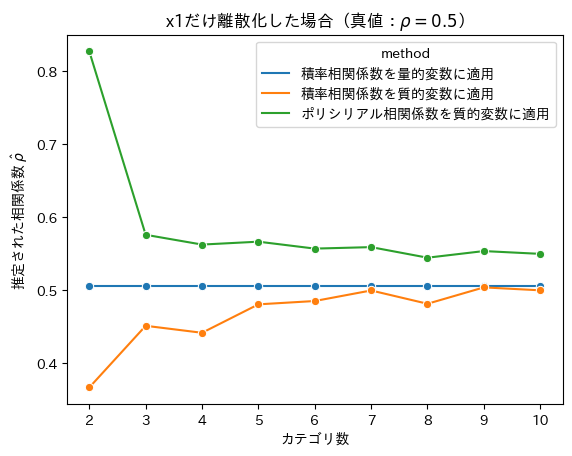 x1だけ離散化した場合（真値：ρ = 0.5）
method
積率相関係数を量的変数に適用
積率相関係数を質的変数に適用
ポリシリアル相関係数を質的変数に適用
推定された相関係数 ρ̂
0.8
0.7
0.6
0.5
0.4
2 3 4 5 6 7 8 9 10
カテゴリ数